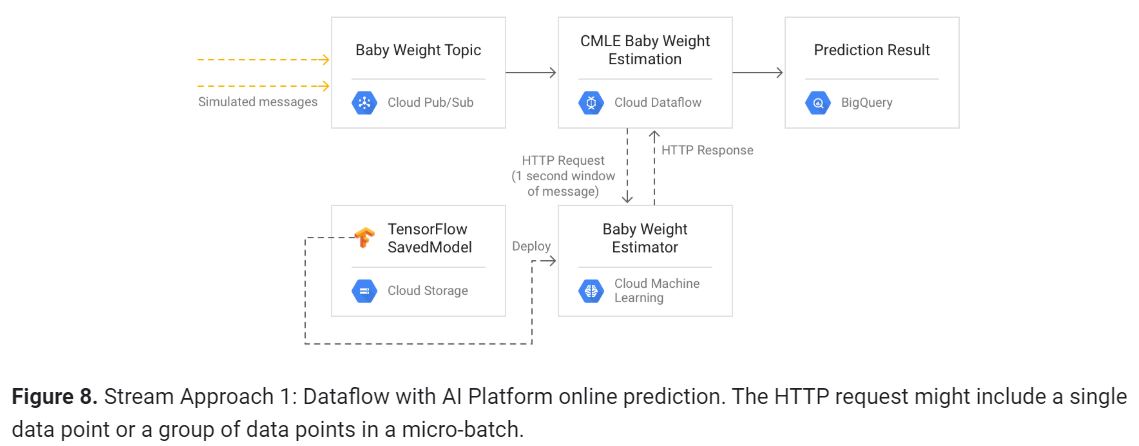 Baby Weight Topic
Cloud Pub/Sub
Simulated messages
CMLE Baby Weight
Estimation
Cloud Dataflow
Prediction Result
BigQuery
HTTP Request
(1 second window
of message)
HTTP Response
TensorFlow
SavedModel
Cloud Storage
Deploy
Baby Weight
Estimator
Cloud Machine
Learning
Figure 8. Stream Approach 1: Dataflow with AI Platform online prediction. The HTTP request might include a single
data point or a group of data points in a micro-batch.